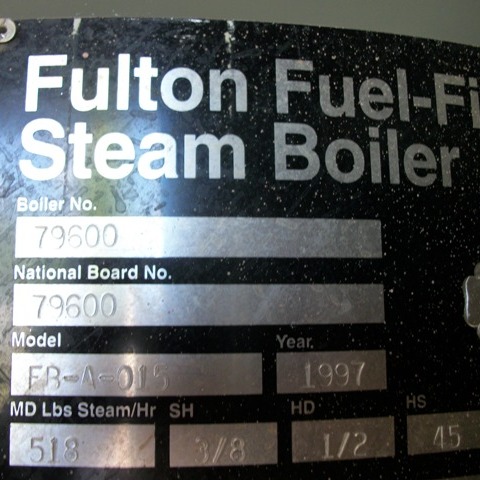 Fulton Fuel-Fi
Steam Boiler
Boiler No.
79600
National Board No.
79600
Model Year
FB-A-015 1997
MD Lbs Steam/Hr SH HD HS
518 3/8 1/2 45